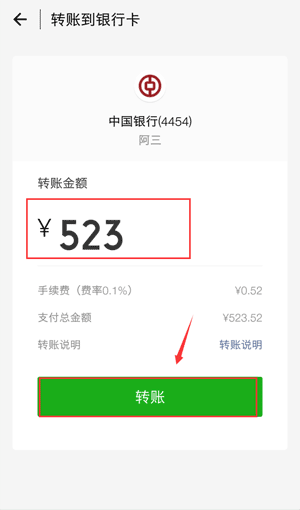 转账到银行卡
中国银行(4454)
阿三
转账金额
¥ 523
手续费（费率0.1%） ¥0.52
支付总金额 ¥523.52
转账说明 转账说明
转账